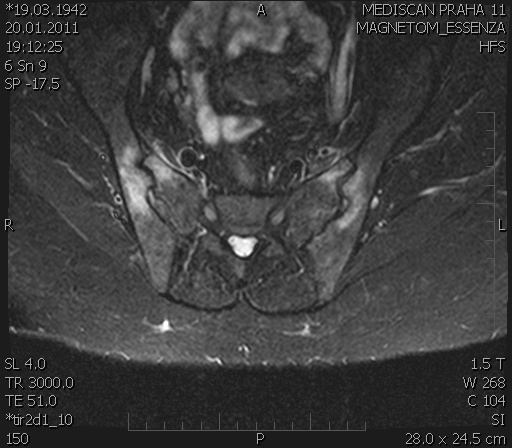 *19.03.1942
20.01.2011
19:12:25
6 Sn 9
SP -17.5
A
MEDISCAN PRAHA 11
MAGNETOM_ESSENZA
HFS
R
L
SL 4.0
TR 3000.0
TE 51.0
*tir2d1_10
150
P
1.5 T
W 268
C 104
SI
28.0 x 24.5 cm